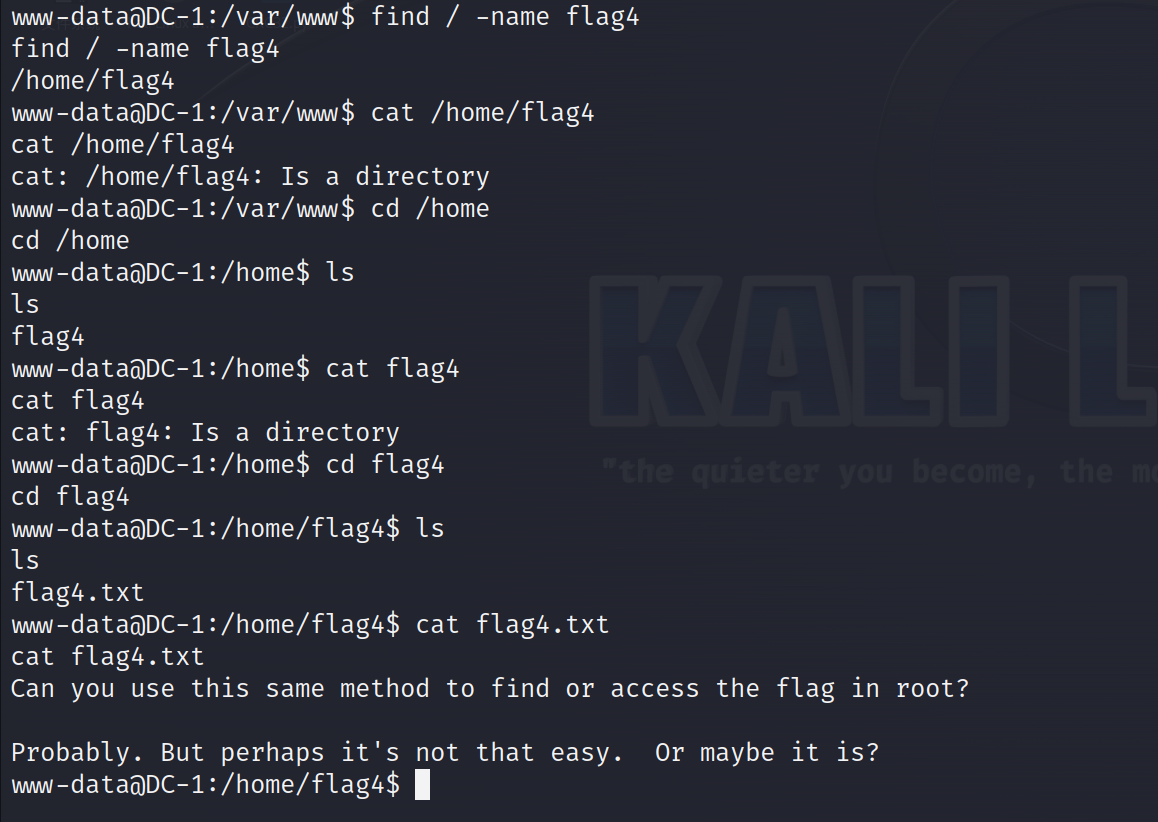 www-data@DC-1:/var/www$ find / -name flag4
find / -name flag4
/home/flag4
www-data@DC-1:/var/www$ cat /home/flag4
cat /home/flag4
cat: /home/flag4: Is a directory
www-data@DC-1:/var/www$ cd /home
cd /home
www-data@DC-1:/home$ ls
ls
flag4
www-data@DC-1:/home$ cat flag4
cat flag4
cat: flag4: Is a directory
www-data@DC-1:/home$ cd flag4
cd flag4
www-data@DC-1:/home/flag4$ ls
ls
flag4.txt
www-data@DC-1:/home/flag4$ cat flag4.txt
cat flag4.txt
Can you use this same method to find or access the flag in root?
Probably. But perhaps it's not that easy.  Or maybe it is?
www-data@DC-1:/home/flag4$
KALI L
"the quieter you become, the mo